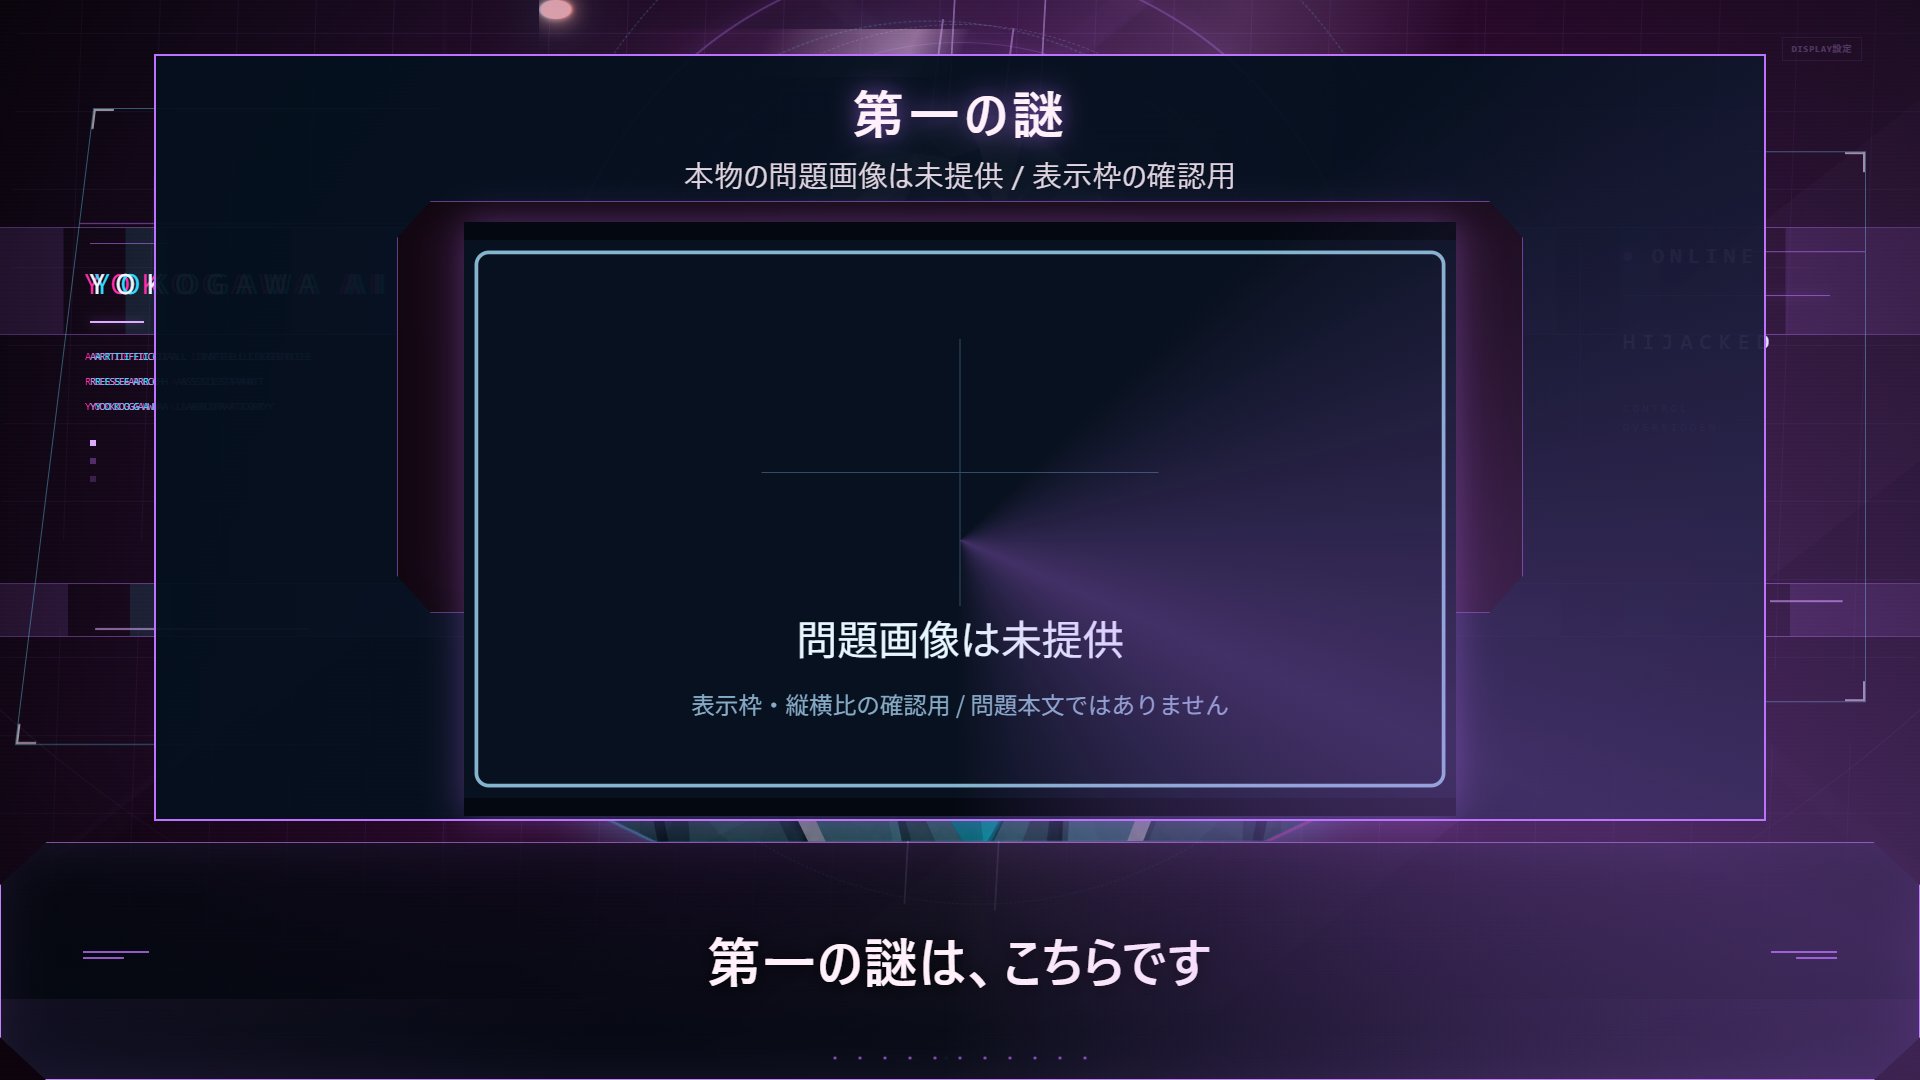 DISPLAY設定
第一の謎
本物の問題画像は未提供 / 表示枠の確認用
YOKOGAWA AI
ONLINE
HIJACKED
CONTROL
OVERRIDDEN
問題画像は未提供
表示枠・縦横比の確認用 / 問題本文ではありません
第一の謎は、こちらです